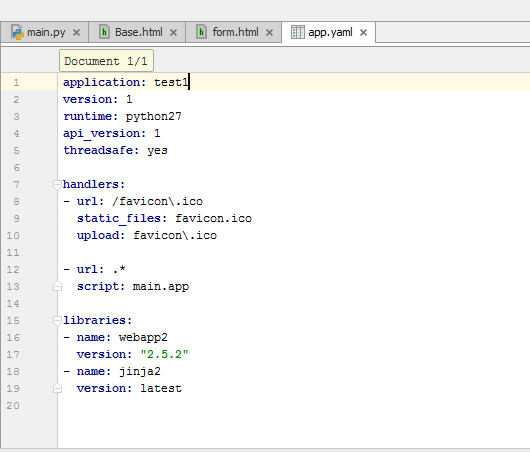 main.py Base.html form.html app.yaml
Document 1/1
1 application: test1
2 version: 1
3 runtime: python27
4 api_version: 1
5 threadsafe: yes
6
7 handlers:
8 - url: /favicon\.ico
9 static_files: favicon.ico
10 upload: favicon\.ico
11
12 - url: .*
13 script: main.app
14
15 libraries:
16 - name: webapp2
17 version: "2.5.2"
18 - name: jinja2
19 version: latest
20